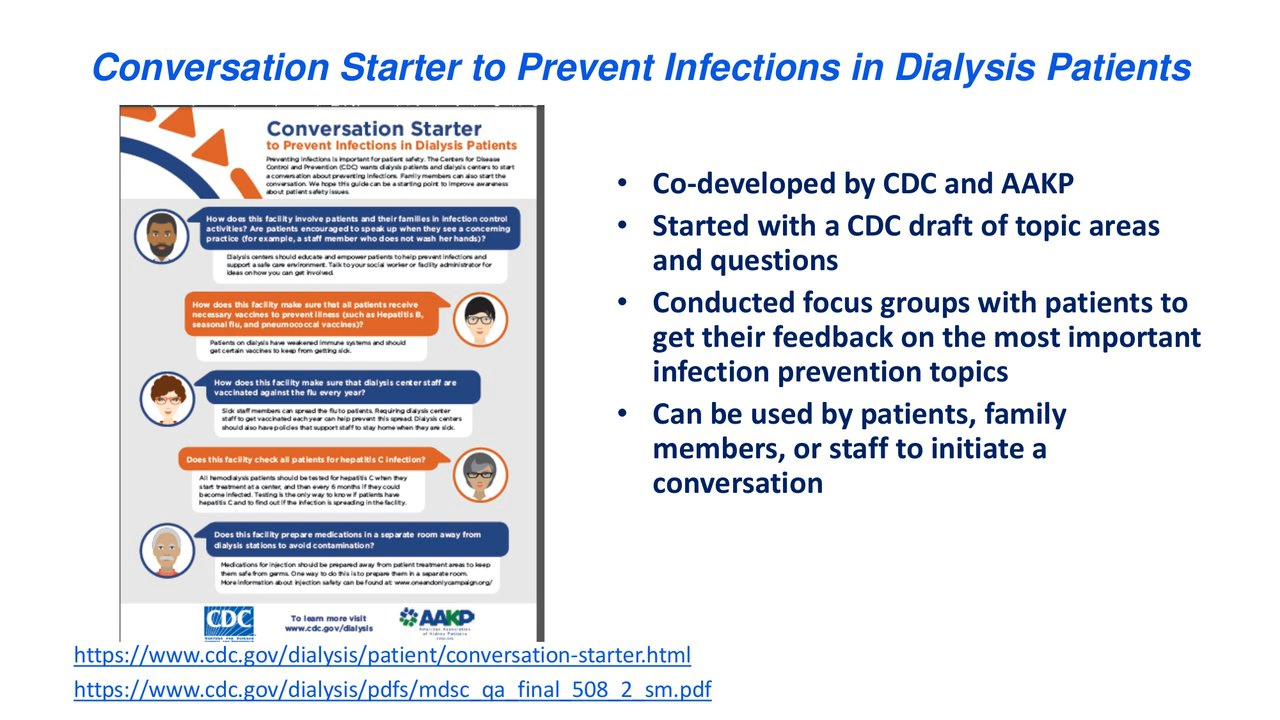 Conversation Starter to Prevent Infections in Dialysis Patients
Conversation Starter
to Prevent Infections in Dialysis Patients
Preventing infections is important for patient safety. The Centers for Disease
Control and Prevention (CDC) wants dialysis patients and dialysis centers to start
a conversation about preventing infections. Family members can also start the
conversation. We hope this guide can be a starting point to improve awareness
about patient safety issues.
How does this facility involve patients and their families in infection control
activities? Are patients encouraged to speak up when they see a concerning
practice (for example, a staff member who does not wash her hands)?
Dialysis centers should educate and empower patients to help prevent infections and
support a safe care environment. Talk to your social worker or facility administrator for
ideas on how you can get involved.
How does this facility make sure that all patients receive
necessary vaccines to prevent illness (such as Hepatitis B,
seasonal flu, and pneumococcal vaccines)?
Patients on dialysis have weakened immune systems and should
get certain vaccines to keep from getting sick.
How does this facility make sure that dialysis center staff are
vaccinated against the flu every year?
Sick staff members can spread the flu to patients. Requiring dialysis center
staff to get vaccinated each year can help prevent this spread. Dialysis centers
should also have policies that support staff to stay home when they are sick.
Does this facility check all patients for hepatitis C infection?
All hemodialysis patients should be tested for hepatitis C when they
start treatment at a center, and then every 6 months if they could
become infected. Testing is the only way to know if patients have
hepatitis C and to find out if the infection is spreading in the facility.
Does this facility prepare medications in a separate room away from
dialysis stations to avoid contamination?
Medications for injection should be prepared away from patient treatment areas to keep
them safe from germs. One way to do this is to prepare them in a separate room.
More information about injection safety can be found at: www.oneandonlycampaign.org/
CDC
To learn more visit
www.cdc.gov/dialysis
AAKP
American Association
of Kidney Patients
• Co-developed by CDC and AAKP
• Started with a CDC draft of topic areas
and questions
• Conducted focus groups with patients to
get their feedback on the most important
infection prevention topics
• Can be used by patients, family
members, or staff to initiate a
conversation
https://www.cdc.gov/dialysis/patient/conversation-starter.html
https://www.cdc.gov/dialysis/pdfs/mdsc_qa_final_508_2_sm.pdf